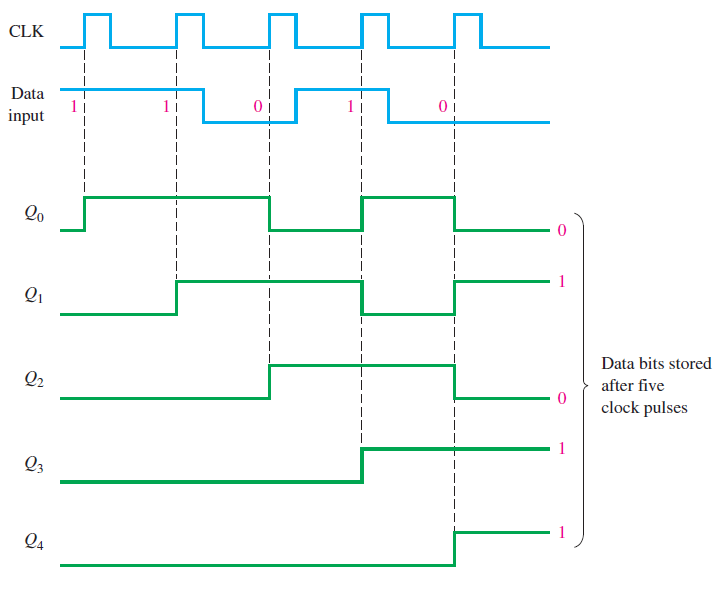 CLK
Data
input
1 1 0 1 0
Q0
0
Q1
1
Q2
0
Q3
1
Q4
1
Data bits stored
after five
clock pulses